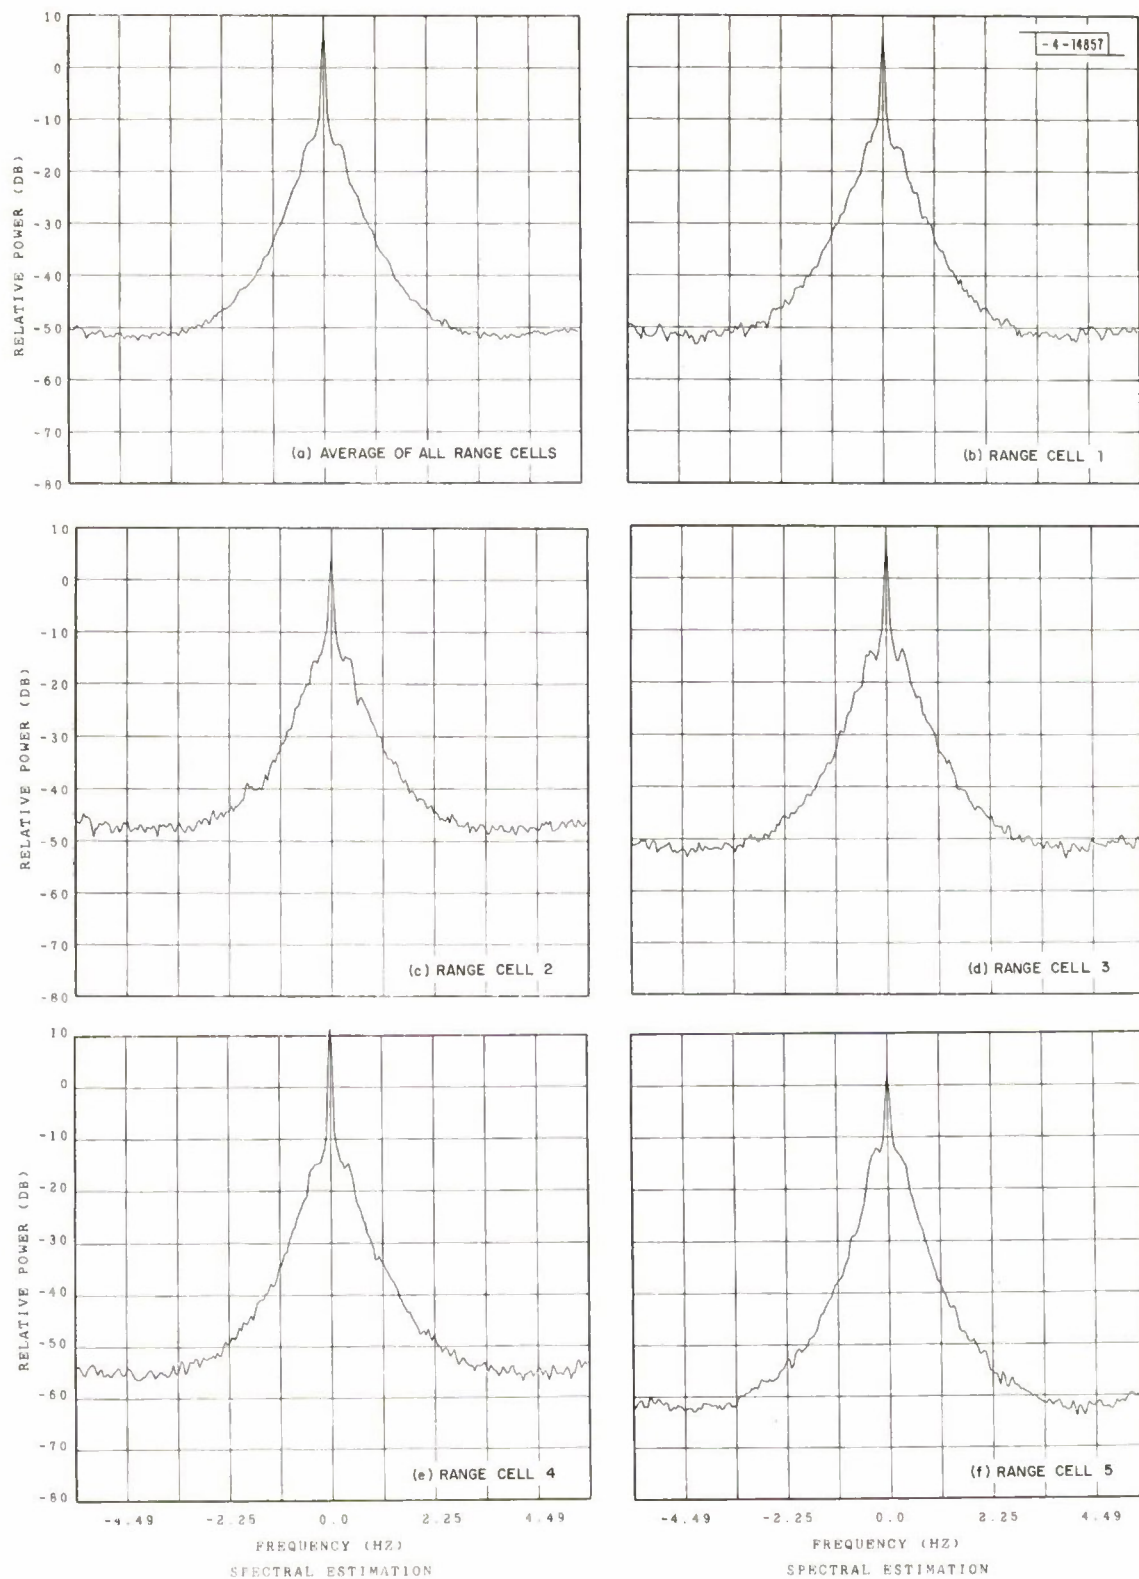 -4-14857
10
0
-10
-20
-30
-40
-50
-60
-70
-80
RELATIVE POWER (DB)
(a) AVERAGE OF ALL RANGE CELLS
(b) RANGE CELL 1
10
0
-10
-20
-30
-40
-50
-60
-70
-80
RELATIVE POWER (DB)
(c) RANGE CELL 2
(d) RANGE CELL 3
10
0
-10
-20
-30
-40
-50
-60
-70
-80
RELATIVE POWER (DB)
(e) RANGE CELL 4
(f) RANGE CELL 5
-4.49 -2.25 0.0 2.25 4.49
-4.49 -2.25 0.0 2.25 4.49
FREQUENCY (HZ)
FREQUENCY (HZ)
SPECTRAL ESTIMATION
SPECTRAL ESTIMATION